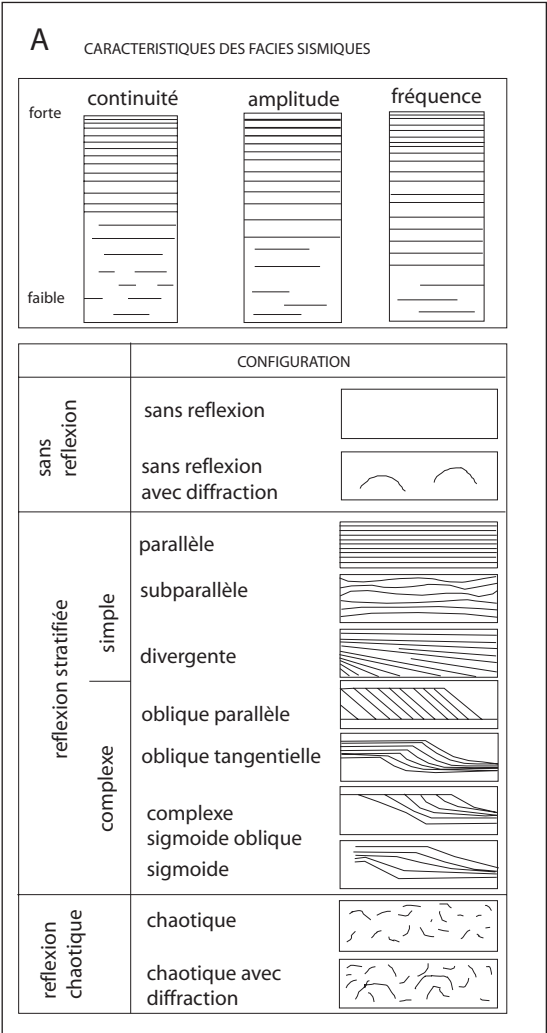 A
CARACTERISTIQUES DES FACIES SISMIQUES
continuité amplitude fréquence
forte
faible
CONFIGURATION
sans
reflexion
sans reflexion
sans reflexion
avec diffraction
reflexion stratifiée
simple
parallèle
subparallèle
divergente
complexe
oblique parallèle
oblique tangentielle
complexe
sigmoide oblique
sigmoide
reflexion
chaotique
chaotique
chaotique avec
diffraction